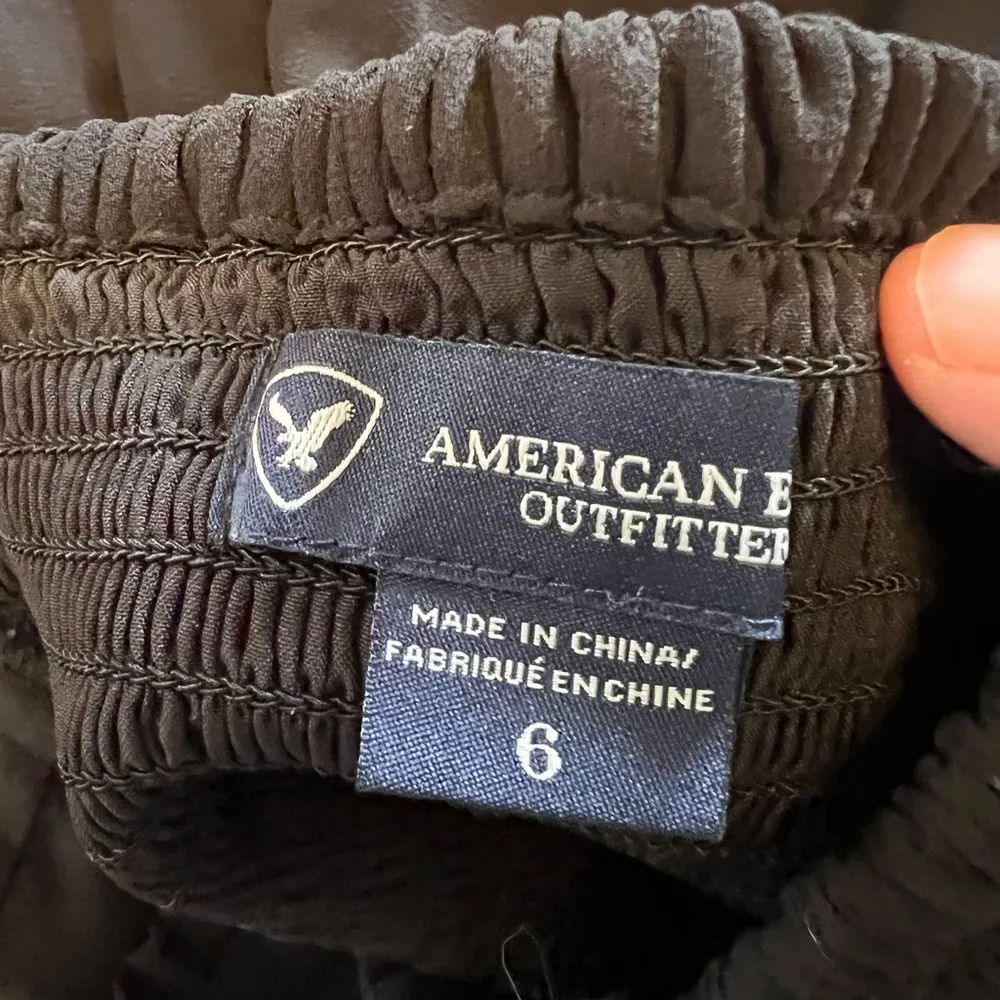 AMERICAN E
OUTFITTER
MADE IN CHINA/
FABRIQUÉ EN CHINE
6